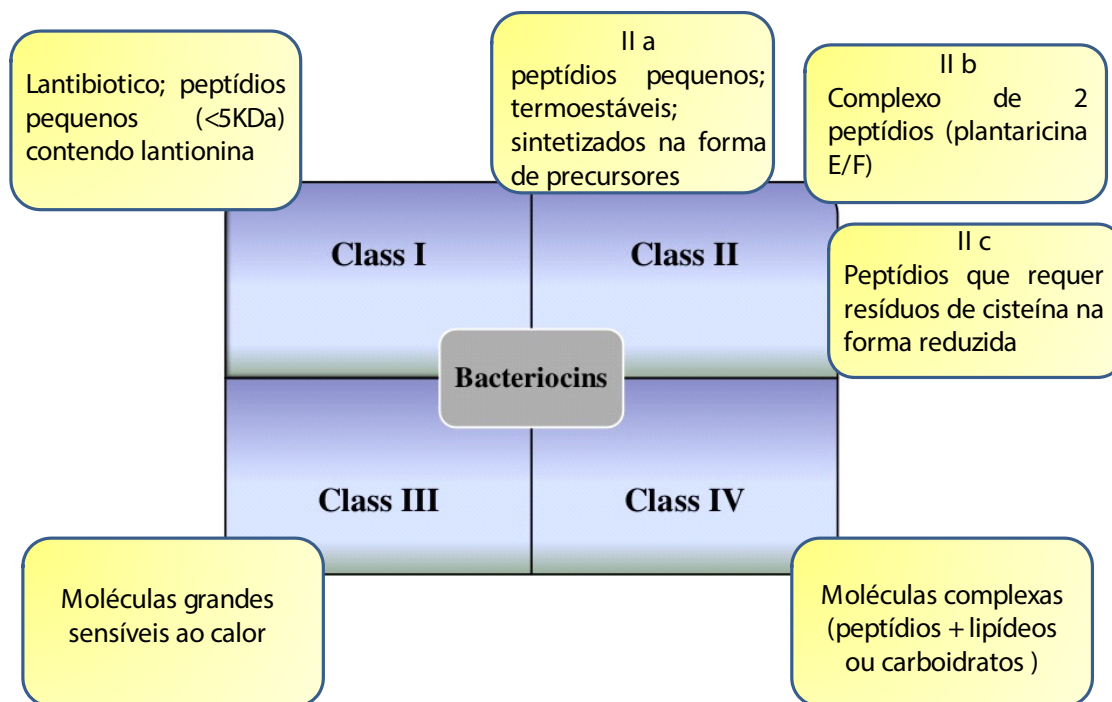 Lantibiotico; peptídios
pequenos (<5KDa)
contendo lantionina
II a
peptídios pequenos;
termoestáveis;
sintetizados na forma
de precursores
II b
Complexo de 2
peptídios (plantaricina
E/F)
II c
Peptídios que requer
resíduos de cisteína na
forma reduzida
Class I
Class II
Bacteriocins
Class III
Class IV
Moléculas grandes
sensíveis ao calor
Moléculas complexas
(peptídios + lipídeos
ou carboidratos )